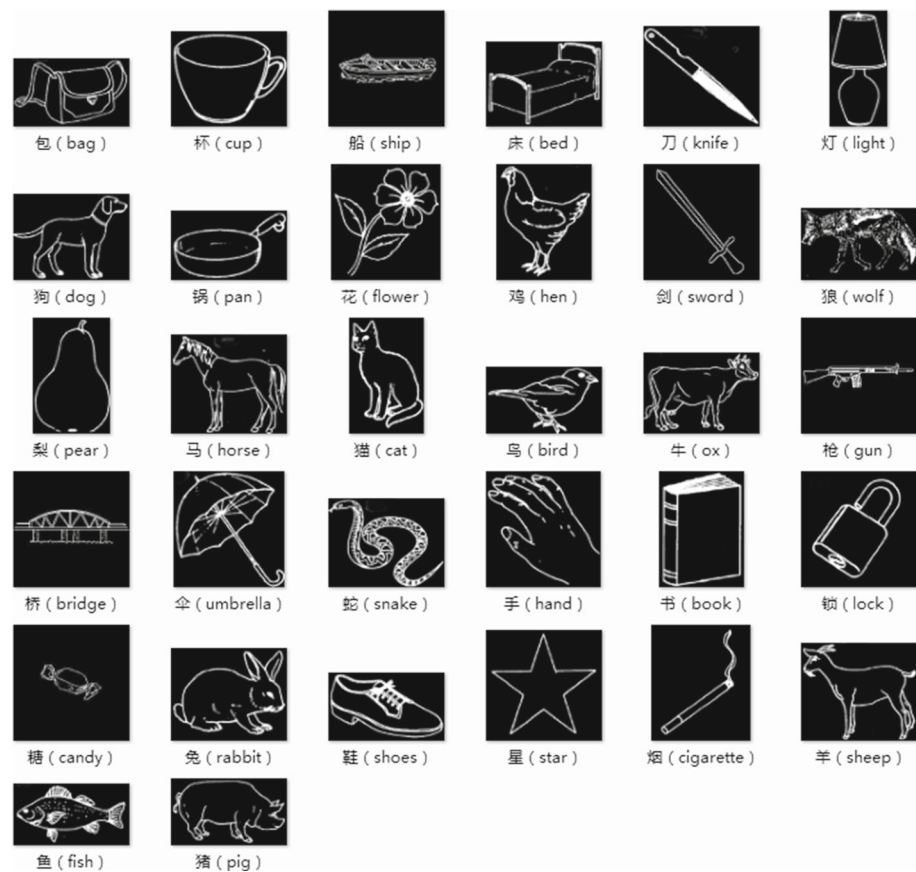 包（bag） 杯（cup） 船（ship） 床（bed） 刀（knife） 灯（light）
狗（dog） 锅（pan） 花（flower） 鸡（hen） 剑（sword） 狼（wolf）
梨（pear） 马（horse） 猫（cat） 鸟（bird） 牛（ox） 枪（gun）
桥（bridge） 伞（umbrella） 蛇（snake） 手（hand） 书（book） 锁（lock）
糖（candy） 兔（rabbit） 鞋（shoes） 星（star） 烟（cigarette） 羊（sheep）
鱼（fish） 猪（pig）